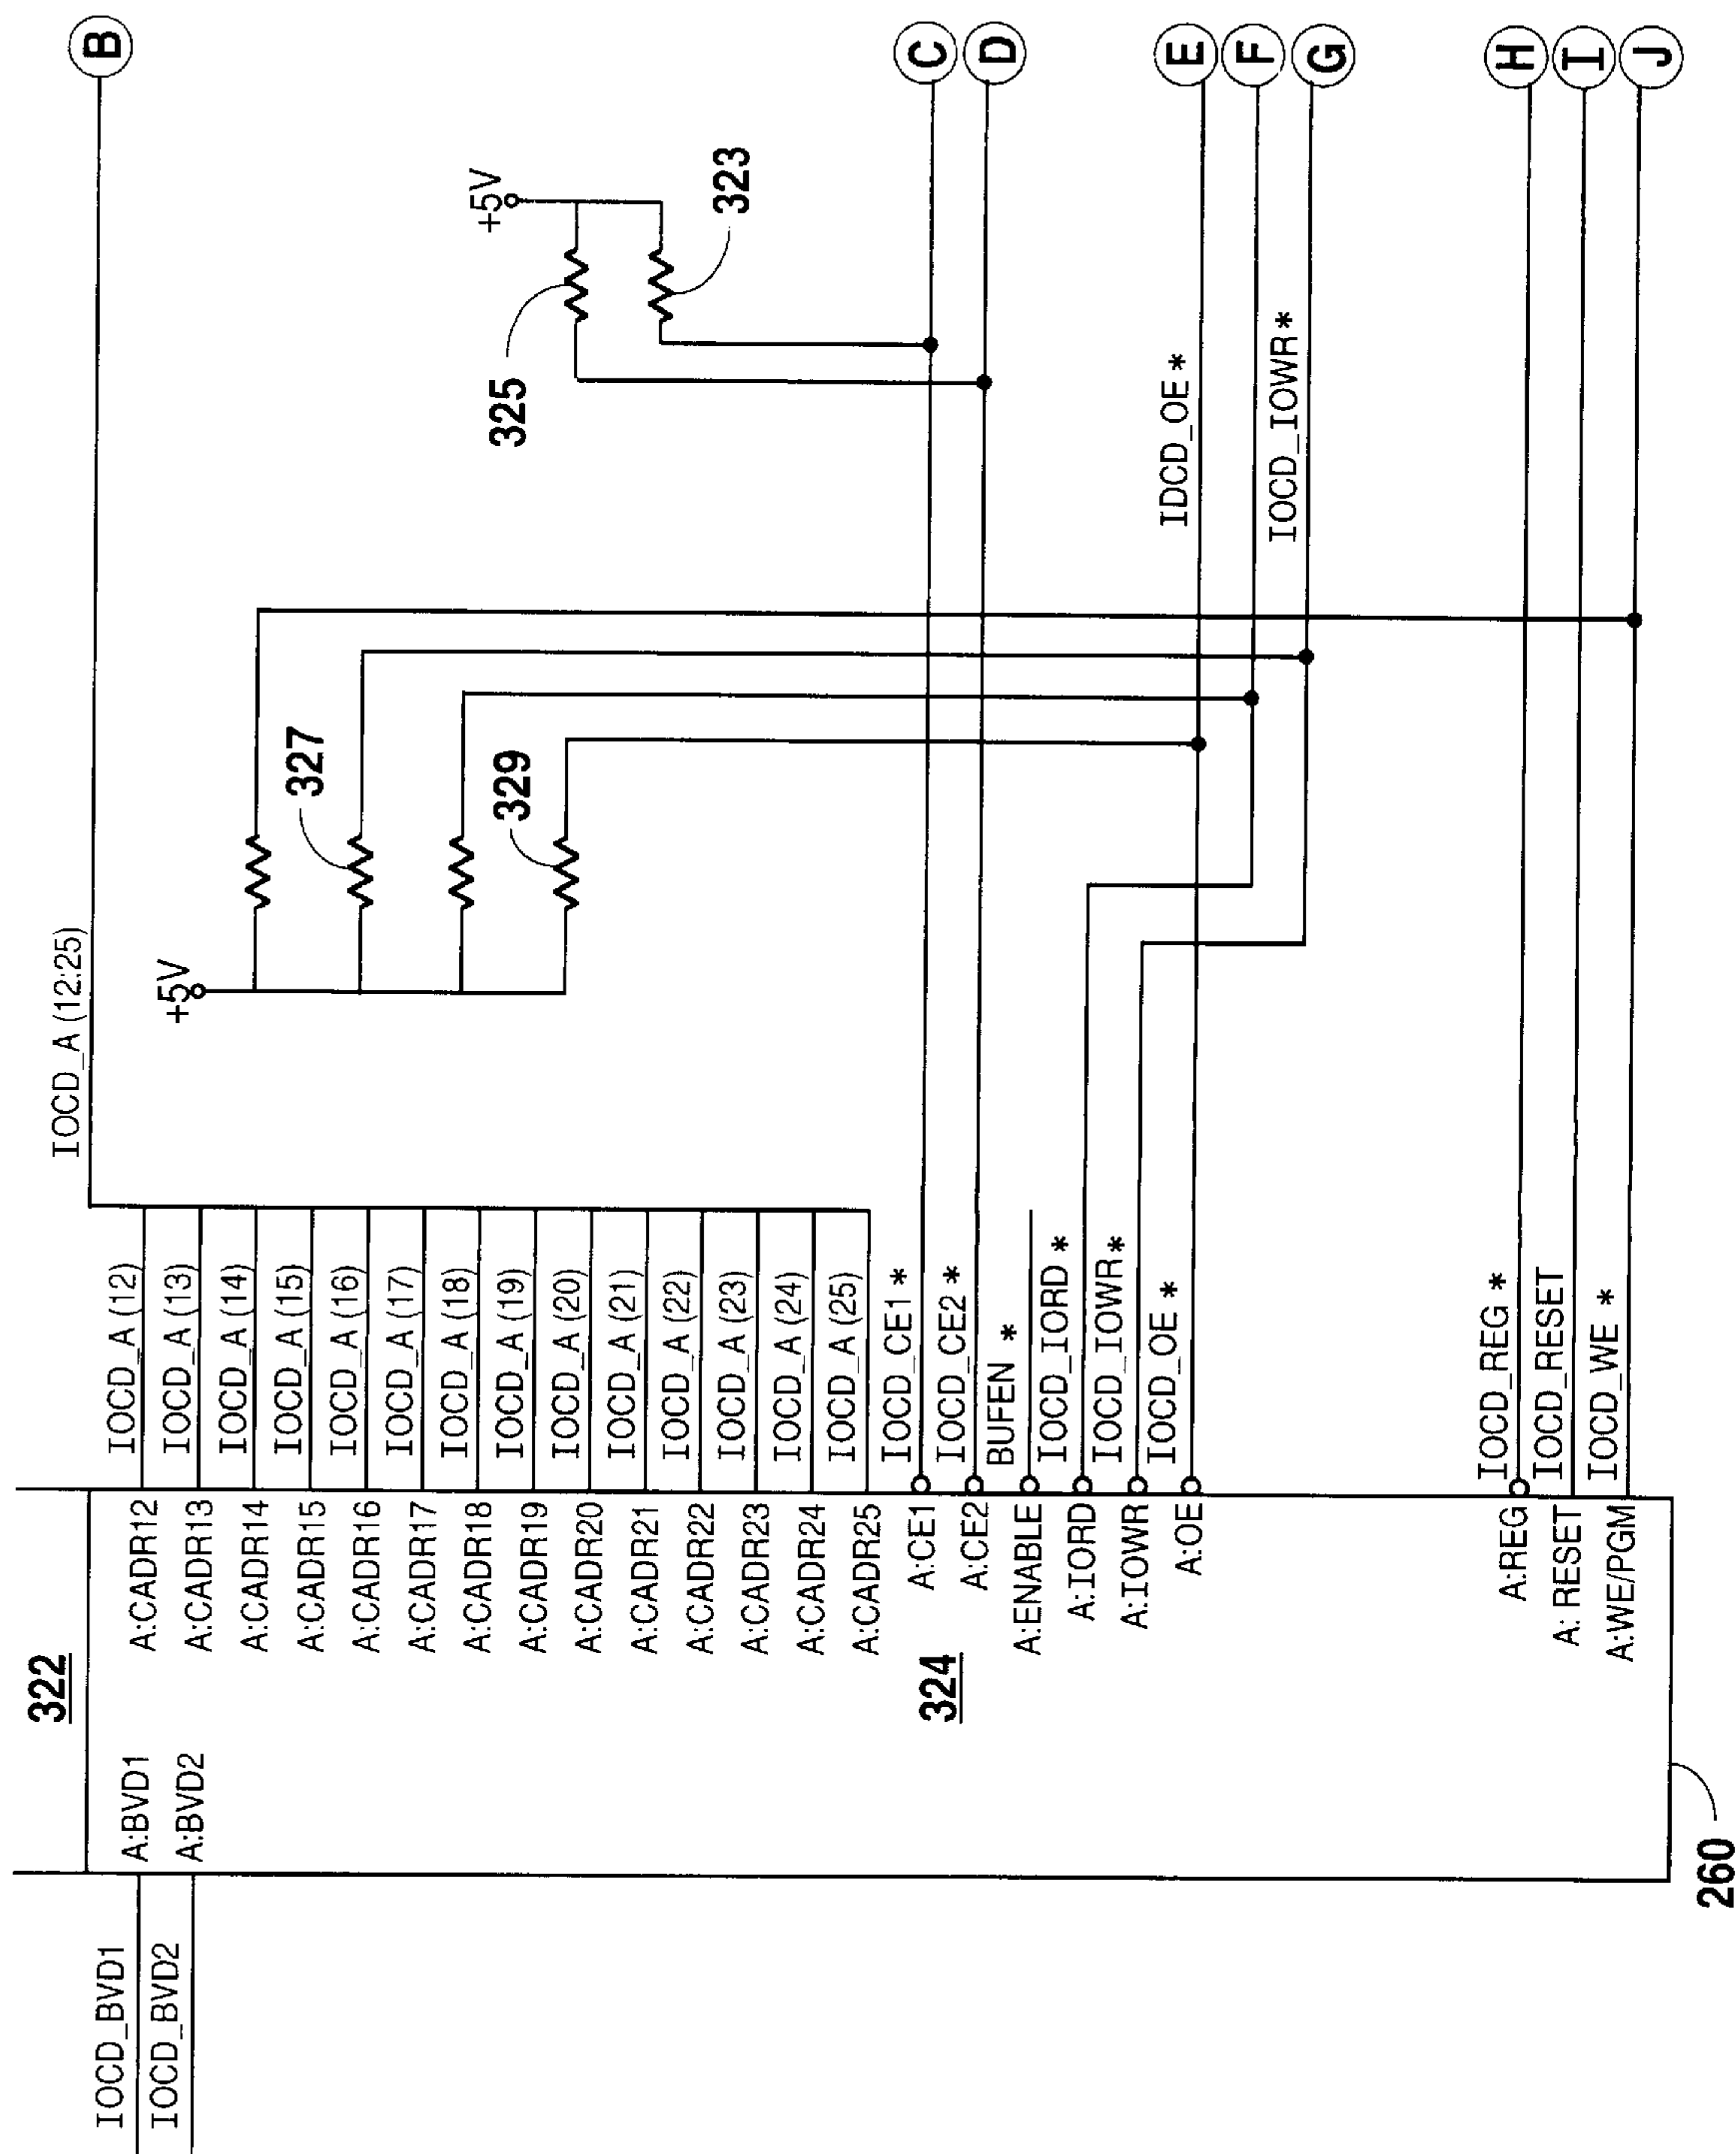 322
IOCD_BVD1
A:BVD1
IOCD_BVD2
A:BVD2
A:CADR12
IOCD_A (12)
A:CADR13
IOCD_A (13)
A:CADR14
IOCD_A (14)
A:CADR15
IOCD_A (15)
A:CADR16
IOCD_A (16)
A:CADR17
IOCD_A (17)
A:CADR18
IOCD_A (18)
A:CADR19
IOCD_A (19)
A:CADR20
IOCD_A (20)
A:CADR21
IOCD_A (21)
A:CADR22
IOCD_A (22)
A:CADR23
IOCD_A (23)
A:CADR24
IOCD_A (24)
A:CADR25
IOCD_A (25)
324
A:CE1
IOCD_CE1 *
A:CE2
IOCD_CE2 *
A:ENABLE
BUFEN *
A:IORD
IOCD_IORD *
A:IOWR
IOCD_IOWR *
A:OE
IOCD_OE *
A:REG
IOCD_REG *
A: RESET
IOCD_RESET
A:WE/PGM
IOCD_WE *
260
IOCD_A (12:25)
+5V
327
329
+5V
325
323
IDCD_OE *
IOCD_IOWR *
B
C
D
E
F
G
H
I
J